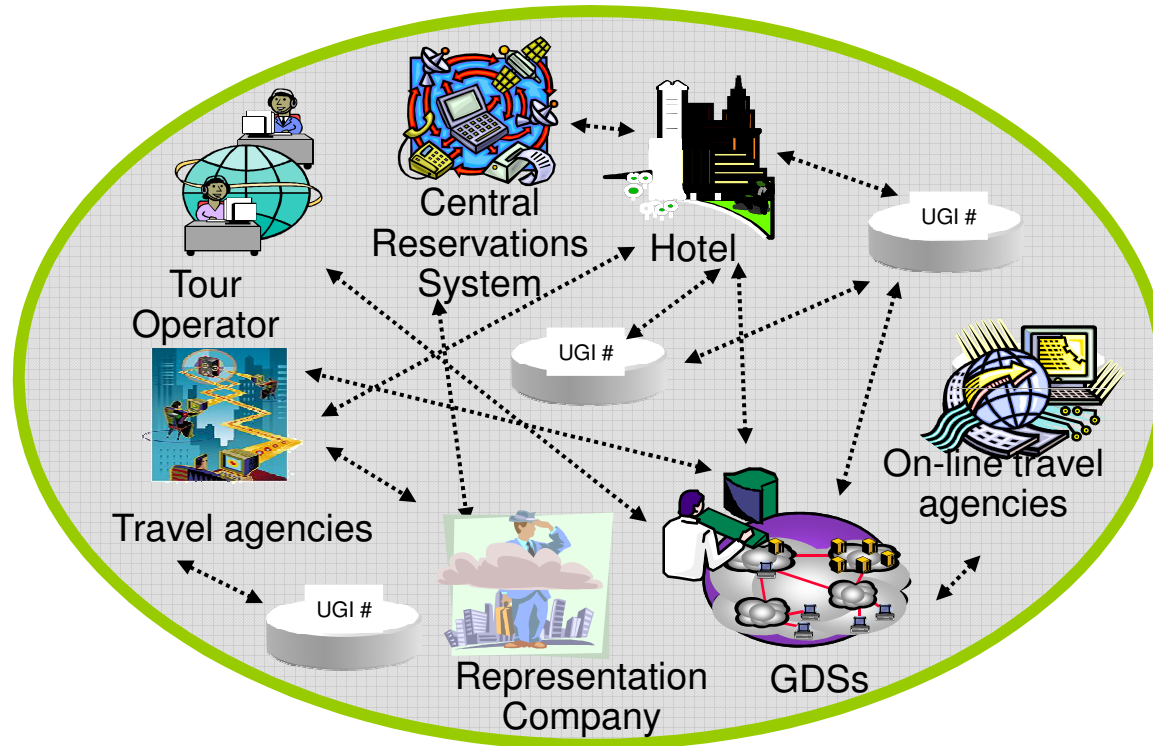 Central
Reservations
System
Hotel
UGI #
Tour
Operator
UGI #
On-line travel
agencies
Travel agencies
UGI #
Representation
Company
GDSs